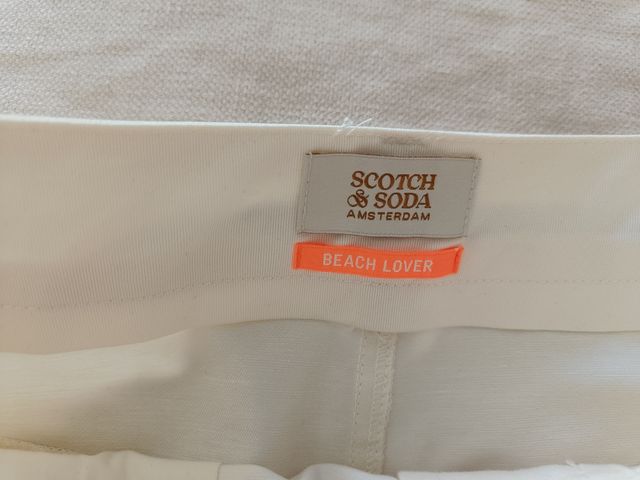 SCOTCH
& SODA
AMSTERDAM
BEACH LOVER